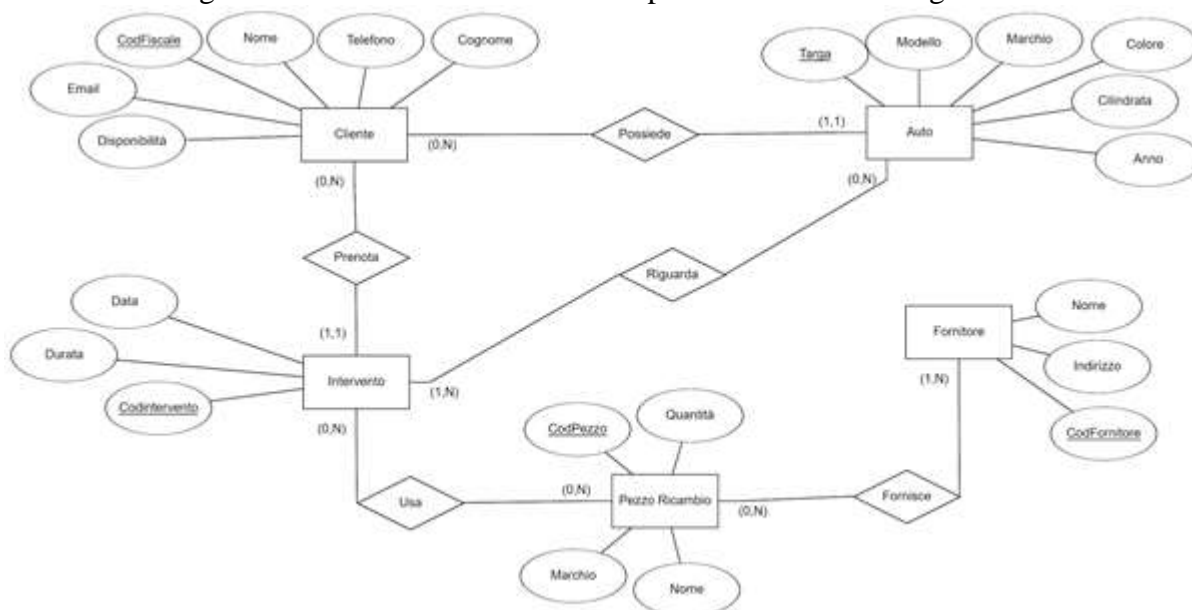 CodFiscale
Nome
Telefono
Cognome
Email
Disponibilità
Cliente
(0,N)
Possiede
(1,1)
Targa
Modello
Marchio
Colore
Cilindrata
Anno
Auto
(0,N)
(0,N)
Prenota
Riguarda
(1,1)
Data
Durata
CodIntervento
Intervento
(1,N)
(0,N)
Usa
(0,N)
CodPezzo
Quantità
Pezzo Ricambio
Marchio
Nome
(0,N)
Fornisce
(1,N)
Fornitore
Nome
Indirizzo
CodFornitore